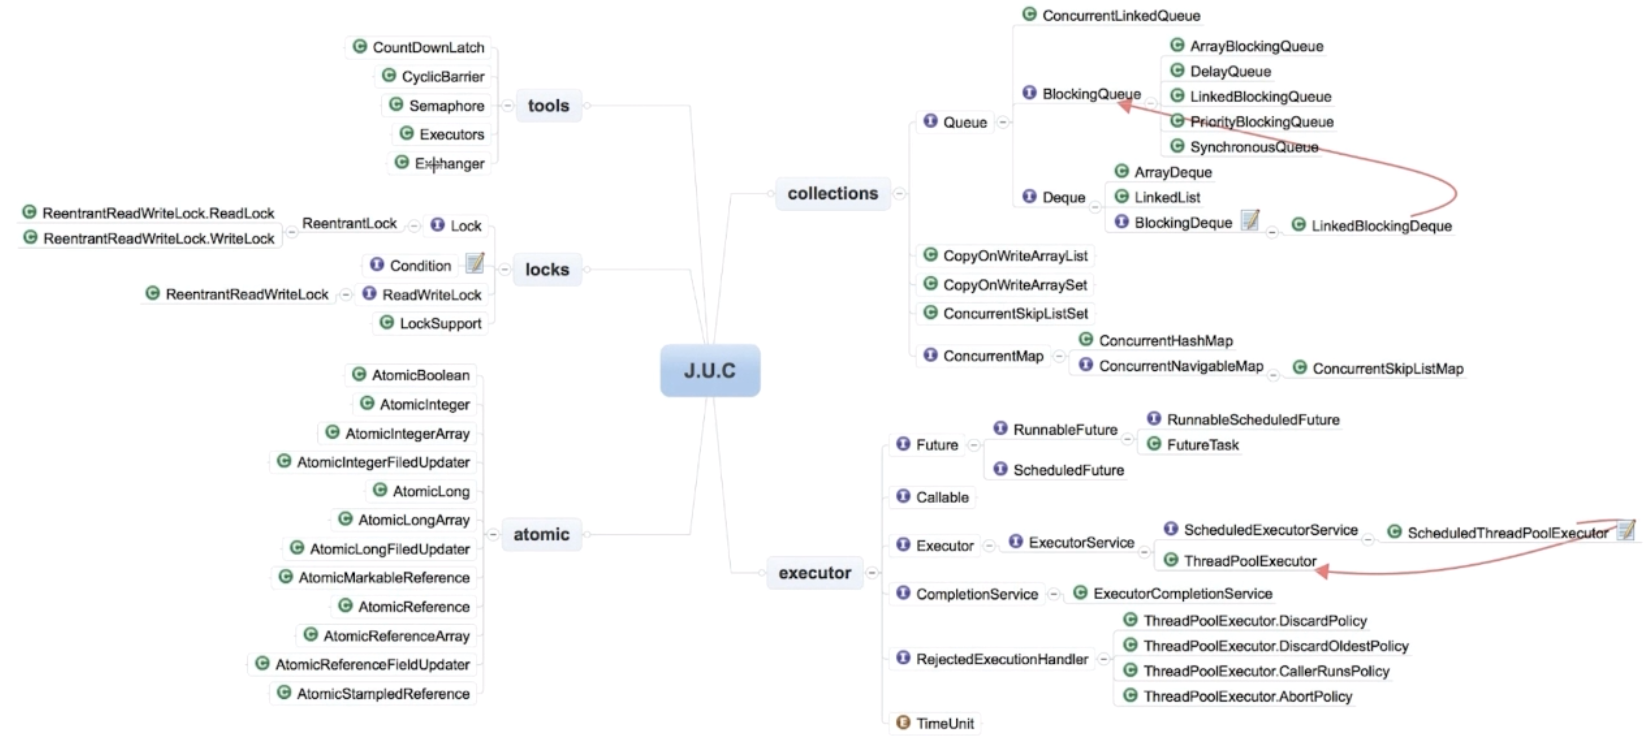 J.U.C
tools
CountDownLatch
CyclicBarrier
Semaphore
Executors
Exchanger
locks
Lock
ReentrantLock
ReentrantReadWriteLock.ReadLock
ReentrantReadWriteLock.WriteLock
Condition
ReadWriteLock
ReentrantReadWriteLock
LockSupport
atomic
AtomicBoolean
AtomicInteger
AtomicIntegerArray
AtomicIntegerFiledUpdater
AtomicLong
AtomicLongArray
AtomicLongFiledUpdater
AtomicMarkableReference
AtomicReference
AtomicReferenceArray
AtomicReferenceFieldUpdater
AtomicStampedReference
collections
Queue
ConcurrentLinkedQueue
BlockingQueue
ArrayBlockingQueue
DelayQueue
LinkedBlockingQueue
PriorityBlockingQueue
SynchronousQueue
Deque
ArrayDeque
LinkedList
BlockingDeque
LinkedBlockingDeque
CopyOnWriteArrayList
CopyOnWriteArraySet
ConcurrentSkipListSet
ConcurrentMap
ConcurrentHashMap
ConcurrentNavigableMap
ConcurrentSkipListMap
executor
Future
RunnableFuture
RunnableScheduledFuture
FutureTask
ScheduledFuture
Callable
Executor
ExecutorService
ScheduledExecutorService
ScheduledThreadPoolExecutor
ThreadPoolExecutor
CompletionService
ExecutorCompletionService
RejectedExecutionHandler
ThreadPoolExecutor.DiscardPolicy
ThreadPoolExecutor.DiscardOldestPolicy
ThreadPoolExecutor.CallerRunsPolicy
ThreadPoolExecutor.AbortPolicy
TimeUnit